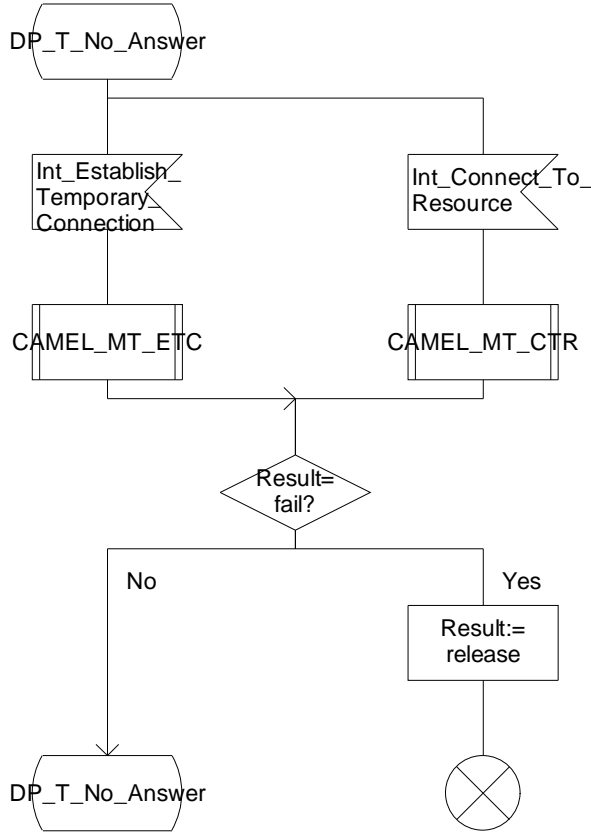 DP_T_No_Answer
Int_Establish_
Temporary_
Connection
Int_Connect_To_
Resource
CAMEL_MT_ETC
CAMEL_MT_CTR
Result=
fail?
No
Yes
Result:=
release
DP_T_No_Answer